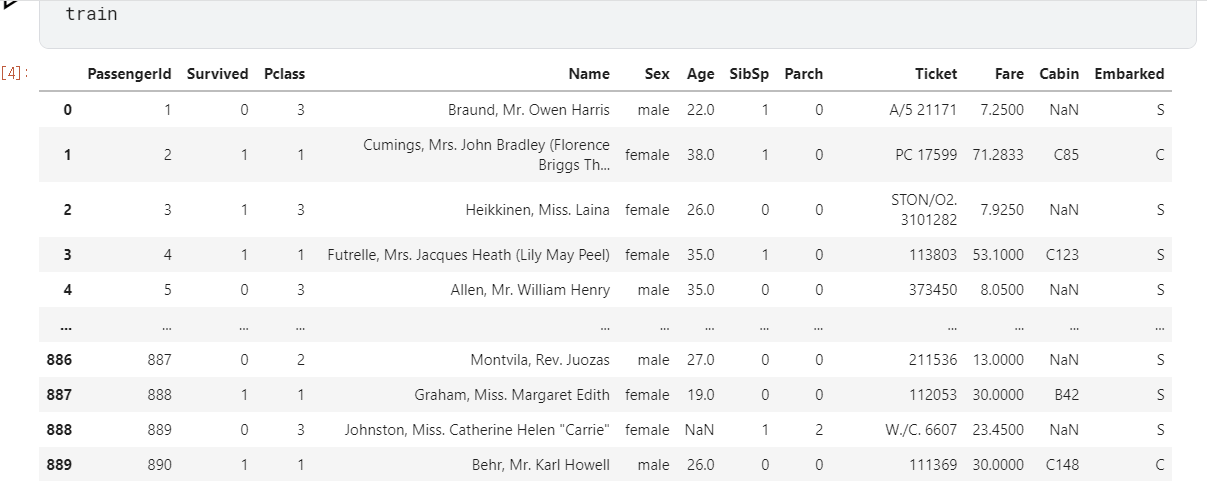 train
[4]:
PassengerId Survived Pclass Name Sex Age SibSp Parch Ticket Fare Cabin Embarked
0 1 0 3 Braund, Mr. Owen Harris male 22.0 1 0 A/5 21171 7.2500 NaN S
1 2 1 1 Cumings, Mrs. John Bradley (Florence
Briggs Th... female 38.0 1 0 PC 17599 71.2833 C85 C
2 3 1 3 Heikkinen, Miss. Laina female 26.0 0 0 STON/O2.
3101282 7.9250 NaN S
3 4 1 1 Futrelle, Mrs. Jacques Heath (Lily May Peel) female 35.0 1 0 113803 53.1000 C123 S
4 5 0 3 Allen, Mr. William Henry male 35.0 0 0 373450 8.0500 NaN S
... ... ... ... ... ... ... ... ... ... ... ... ...
886 887 0 2 Montvila, Rev. Juozas male 27.0 0 0 211536 13.0000 NaN S
887 888 1 1 Graham, Miss. Margaret Edith female 19.0 0 0 112053 30.0000 B42 S
888 889 0 3 Johnston, Miss. Catherine Helen "Carrie" female NaN 1 2 W./C. 6607 23.4500 NaN S
889 890 1 1 Behr, Mr. Karl Howell male 26.0 0 0 111369 30.0000 C148 C